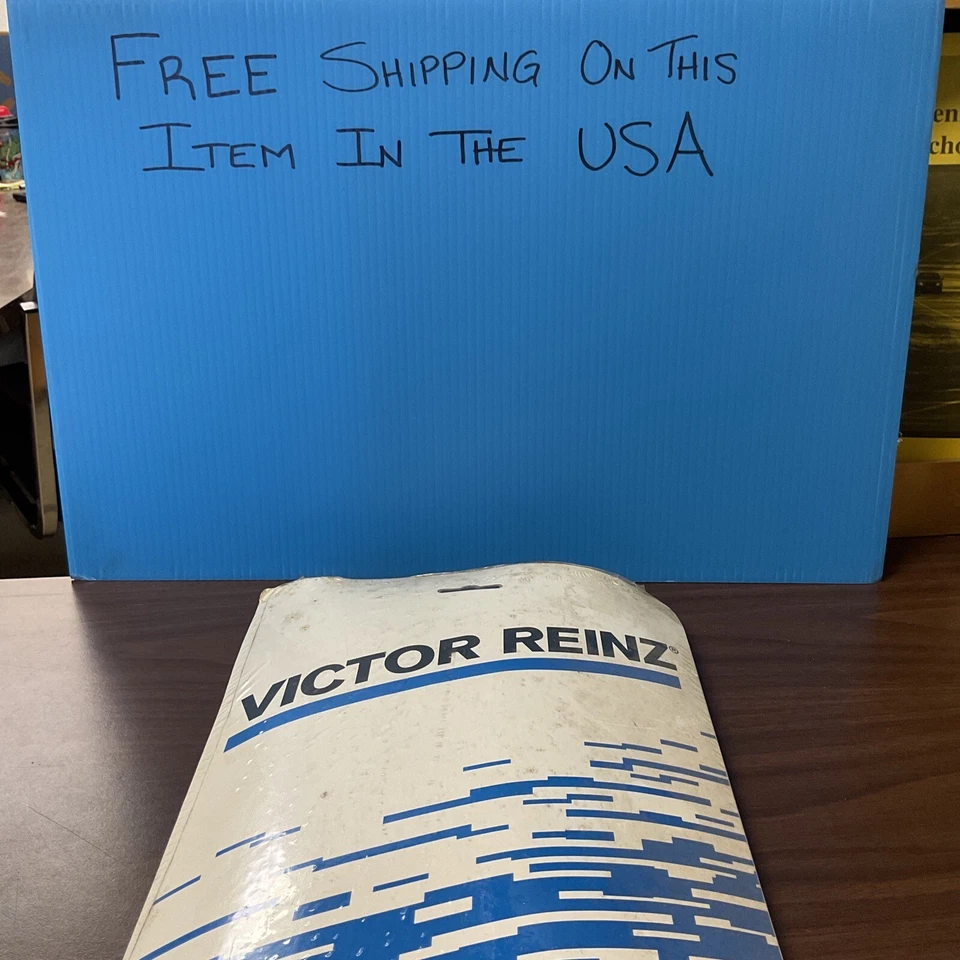 FREE SHIPPING ON THIS
ITEM IN THE USA
VICTOR REINZ®